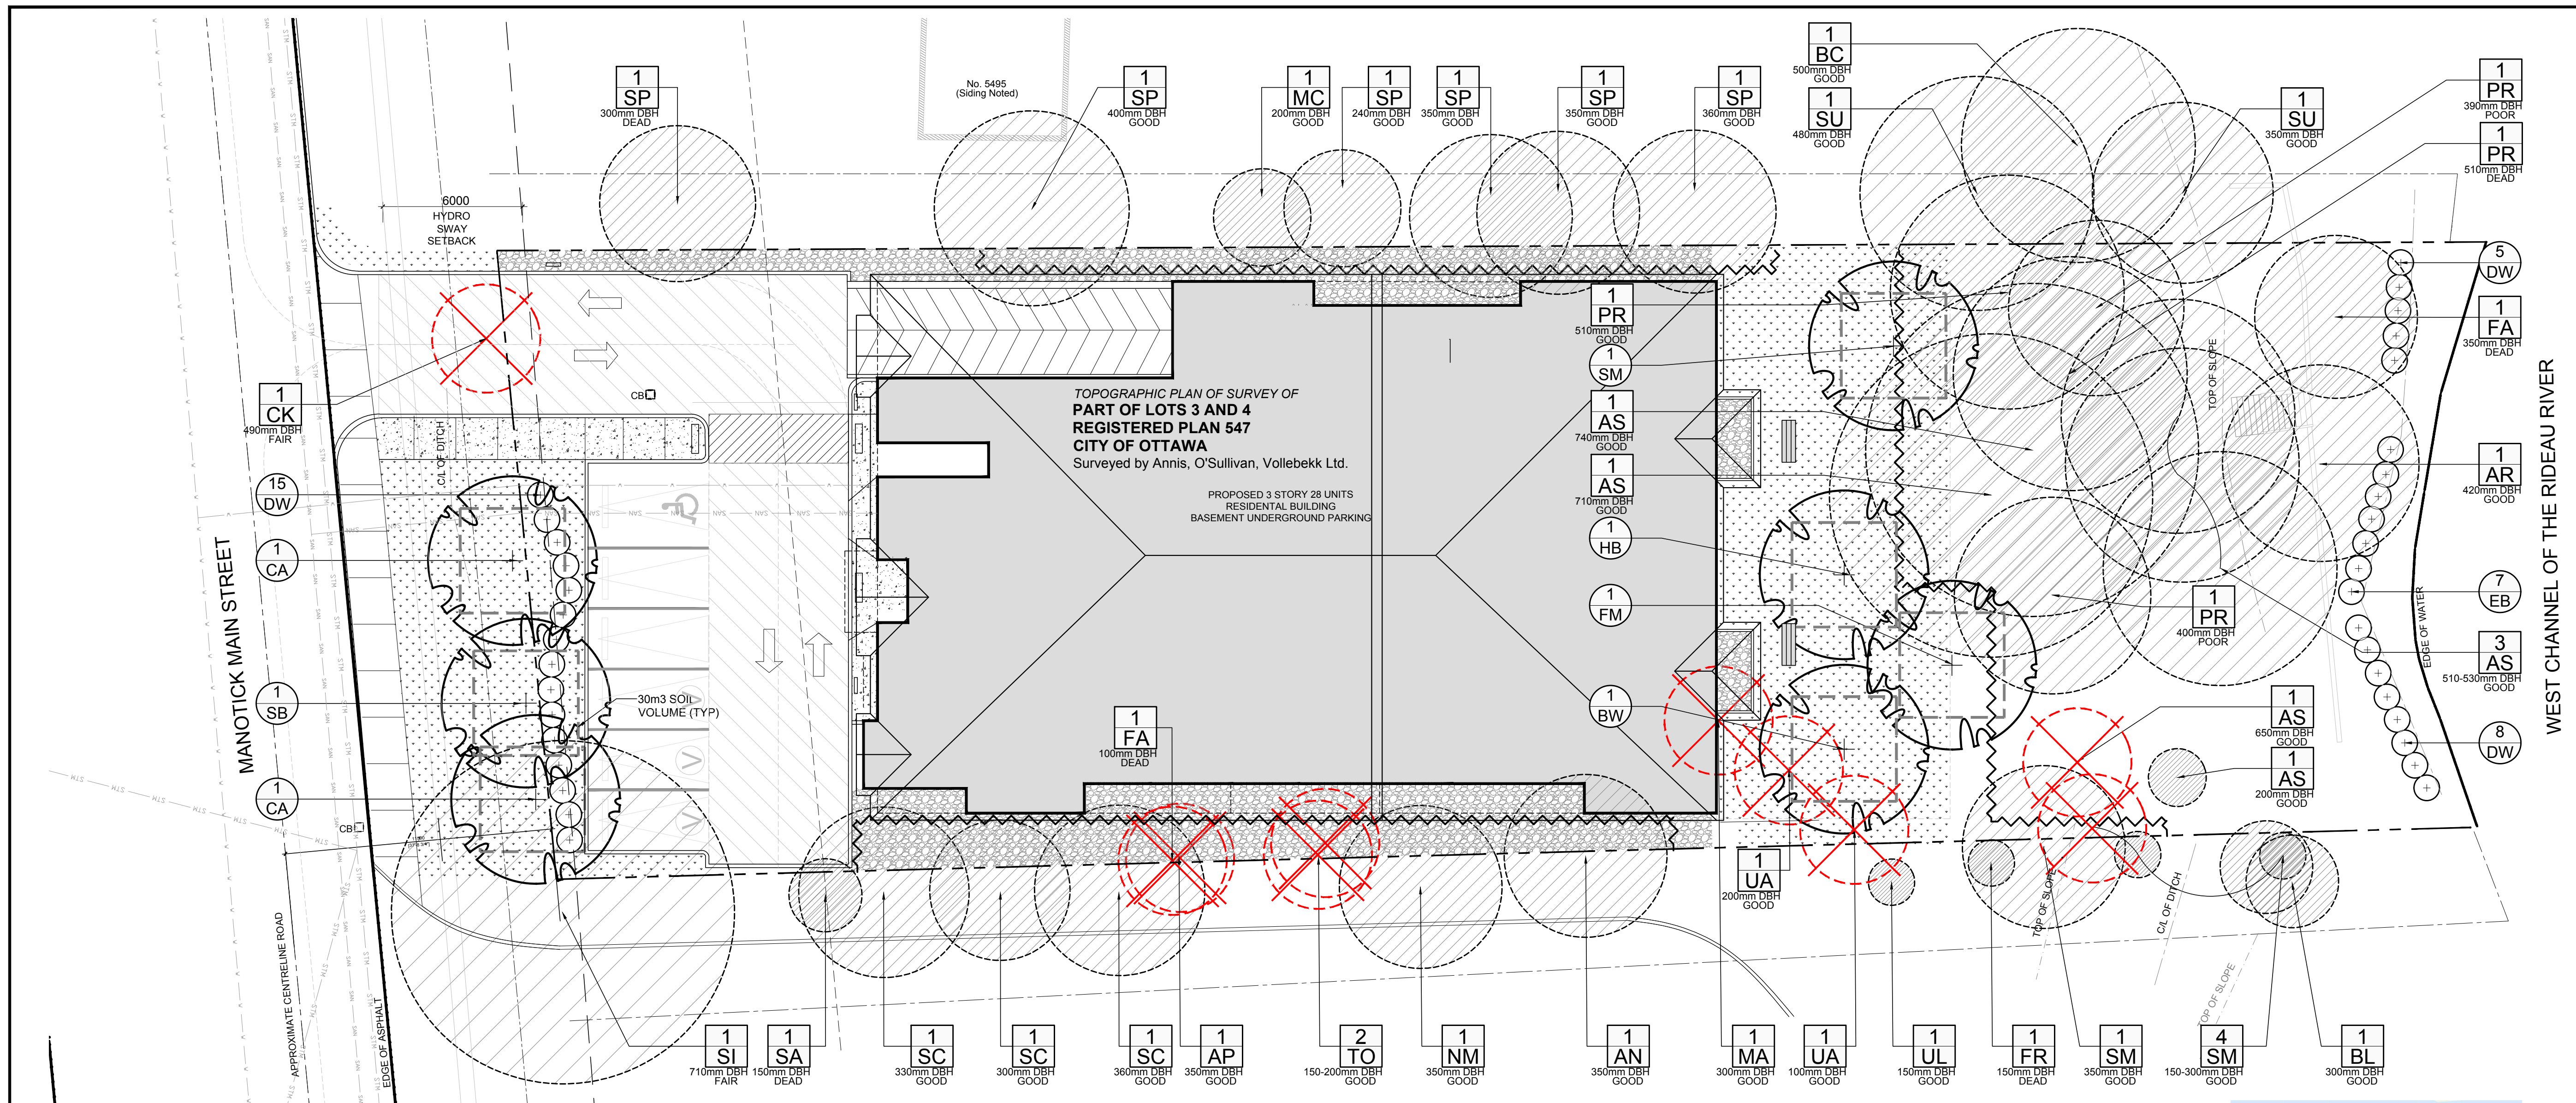 1
SP
300mm DBH
DEAD
No. 5495
(Siding Noted)
1
SP
400mm DBH
GOOD
1
MC
200mm DBH
GOOD
1
SP
240mm DBH
GOOD
1
SP
350mm DBH
GOOD
1
SP
350mm DBH
GOOD
1
SP
360mm DBH
GOOD
1
BC
500mm DBH
GOOD
1
SU
480mm DBH
GOOD
1
SU
350mm DBH
GOOD
1
PR
390mm DBH
POOR
1
PR
510mm DBH
DEAD
6000
HYDRO
SWAY
SETBACK
5
DW
1
FA
350mm DBH
DEAD
1
AR
420mm DBH
GOOD
7
EB
3
AS
510-530mm DBH
GOOD
8
DW
WEST CHANNEL OF THE RIDEAU RIVER
EDGE OF WATER
TOP OF SLOPE
1
CK
490mm DBH
FAIR
15
DW
1
CA
1
SB
1
CA
MANOTICK MAIN STREET
C/L OF DITCH
CB
CB
30m3 SOIL
VOLUME (TYP)
TOPOGRAPHIC PLAN OF SURVEY OF
PART OF LOTS 3 AND 4
REGISTERED PLAN 547
CITY OF OTTAWA
Surveyed by Annis, O'Sullivan, Vollebekk Ltd.
PROPOSED 3 STORY 28 UNITS
RESIDENTAL BUILDING
BASEMENT UNDERGROUND PARKING
1
PR
510mm DBH
GOOD
1
SM
1
AS
740mm DBH
GOOD
1
AS
710mm DBH
GOOD
1
HB
1
FM
1
BW
1
PR
400mm DBH
POOR
1
AS
650mm DBH
GOOD
1
AS
200mm DBH
GOOD
1
FA
100mm DBH
DEAD
1
UA
200mm DBH
GOOD
TOP OF SLOPE
C/L OF DITCH
TOP OF SLOPE
APPROXIMATE CENTRELINE ROAD
EDGE OF ASPHALT
1
SI
710mm DBH
FAIR
1
SA
150mm DBH
DEAD
1
SC
330mm DBH
GOOD
1
SC
300mm DBH
GOOD
1
SC
360mm DBH
GOOD
1
AP
350mm DBH
GOOD
2
TO
150-200mm DBH
GOOD
1
NM
350mm DBH
GOOD
1
AN
350mm DBH
GOOD
1
MA
300mm DBH
GOOD
1
UA
100mm DBH
GOOD
1
UL
150mm DBH
GOOD
1
FR
150mm DBH
DEAD
1
SM
350mm DBH
GOOD
4
SM
150-300mm DBH
GOOD
1
BL
300mm DBH
GOOD